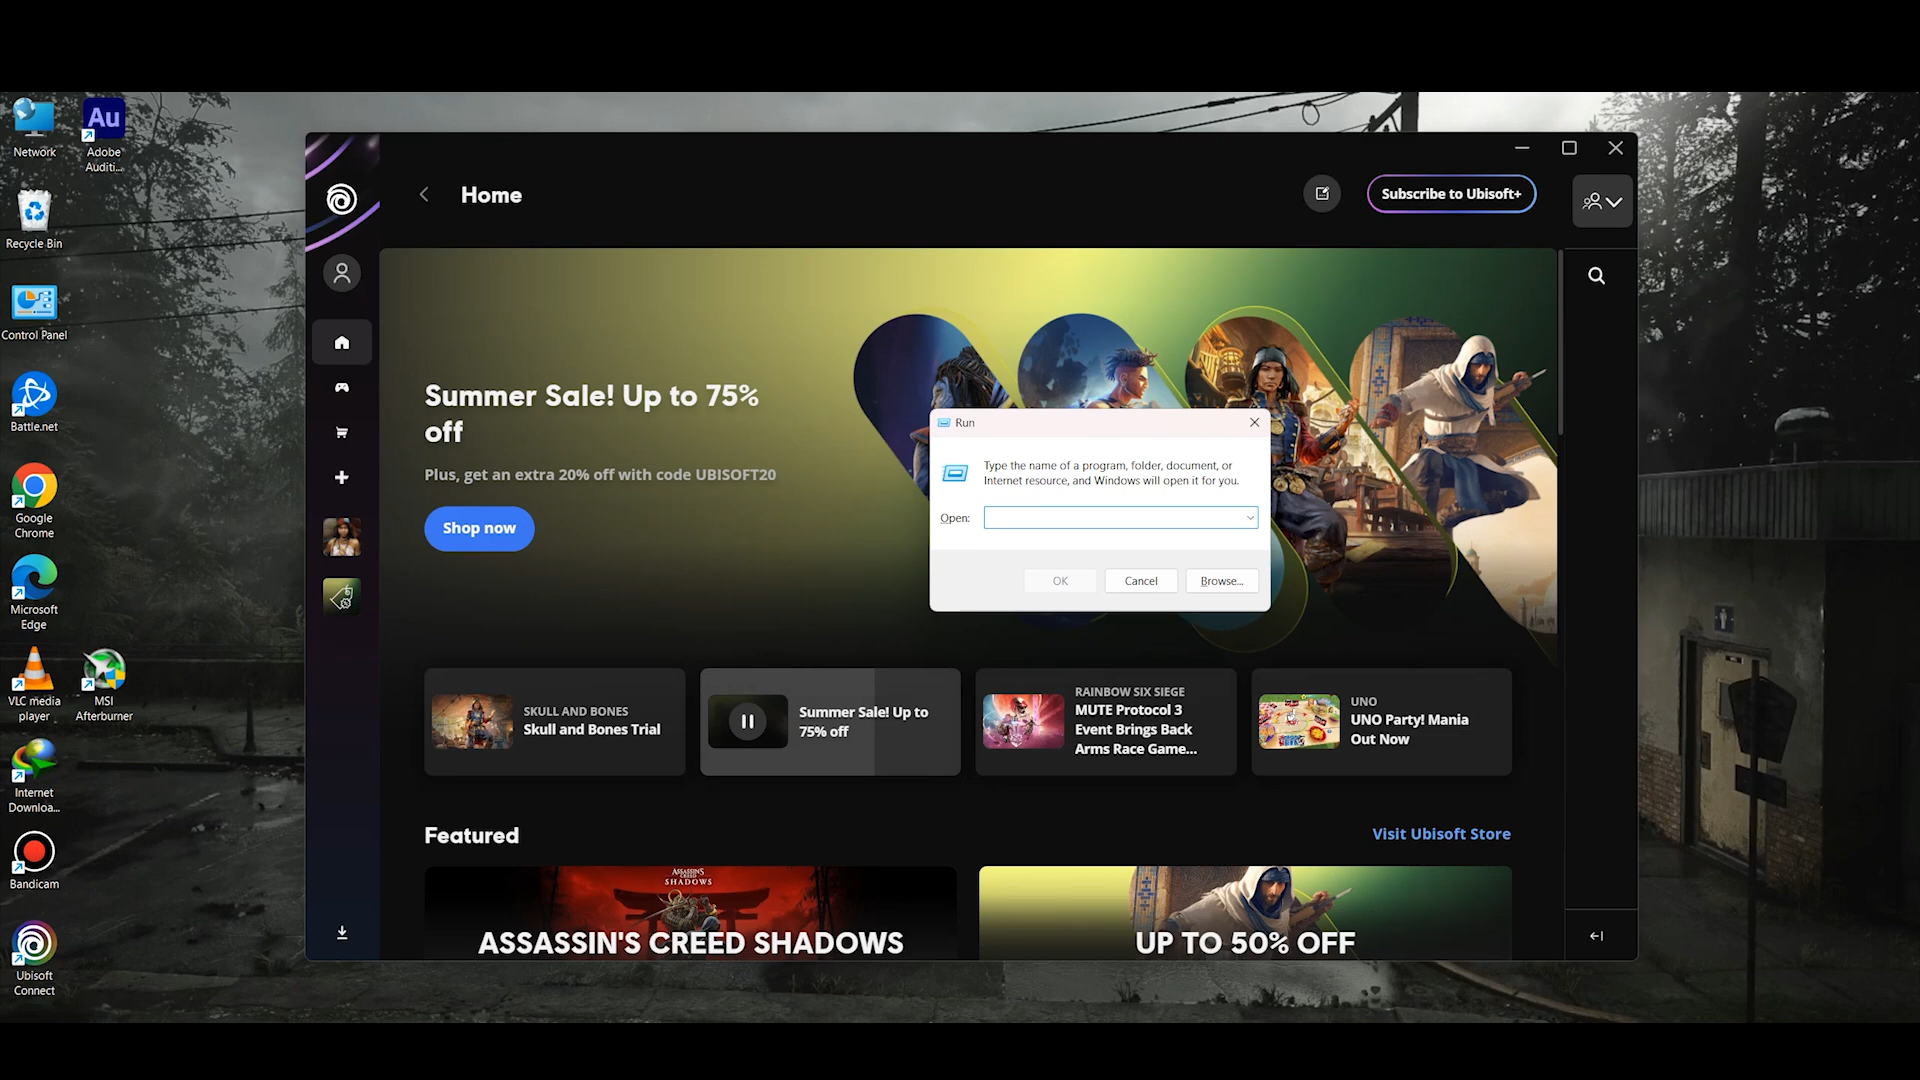 Network
Au
Adobe
Auditi...
Recycle Bin
Control Panel
Battle.net
Google
Chrome
Microsoft
Edge
VLC media
player
MSI
Afterburner
Internet
Downloa...
Bandicam
Ubisoft
Connect
Home
Subscribe to Ubisoft+
Summer Sale! Up to 75%
off
Plus, get an extra 20% off with code UBISOFT20
Shop now
Run
Type the name of a program, folder, document, or
Internet resource, and Windows will open it for you.
Open:
OK
Cancel
Browse...
SKULL AND BONES
Skull and Bones Trial
Summer Sale! Up to
75% off
RAINBOW SIX SIEGE
MUTE Protocol 3
Event Brings Back
Arms Race Game...
UNO
UNO Party! Mania
Out Now
Featured
Visit Ubisoft Store
ASSASSIN'S CREED
SHADOWS
ASSASSIN'S CREED SHADOWS
UP TO 50% OFF